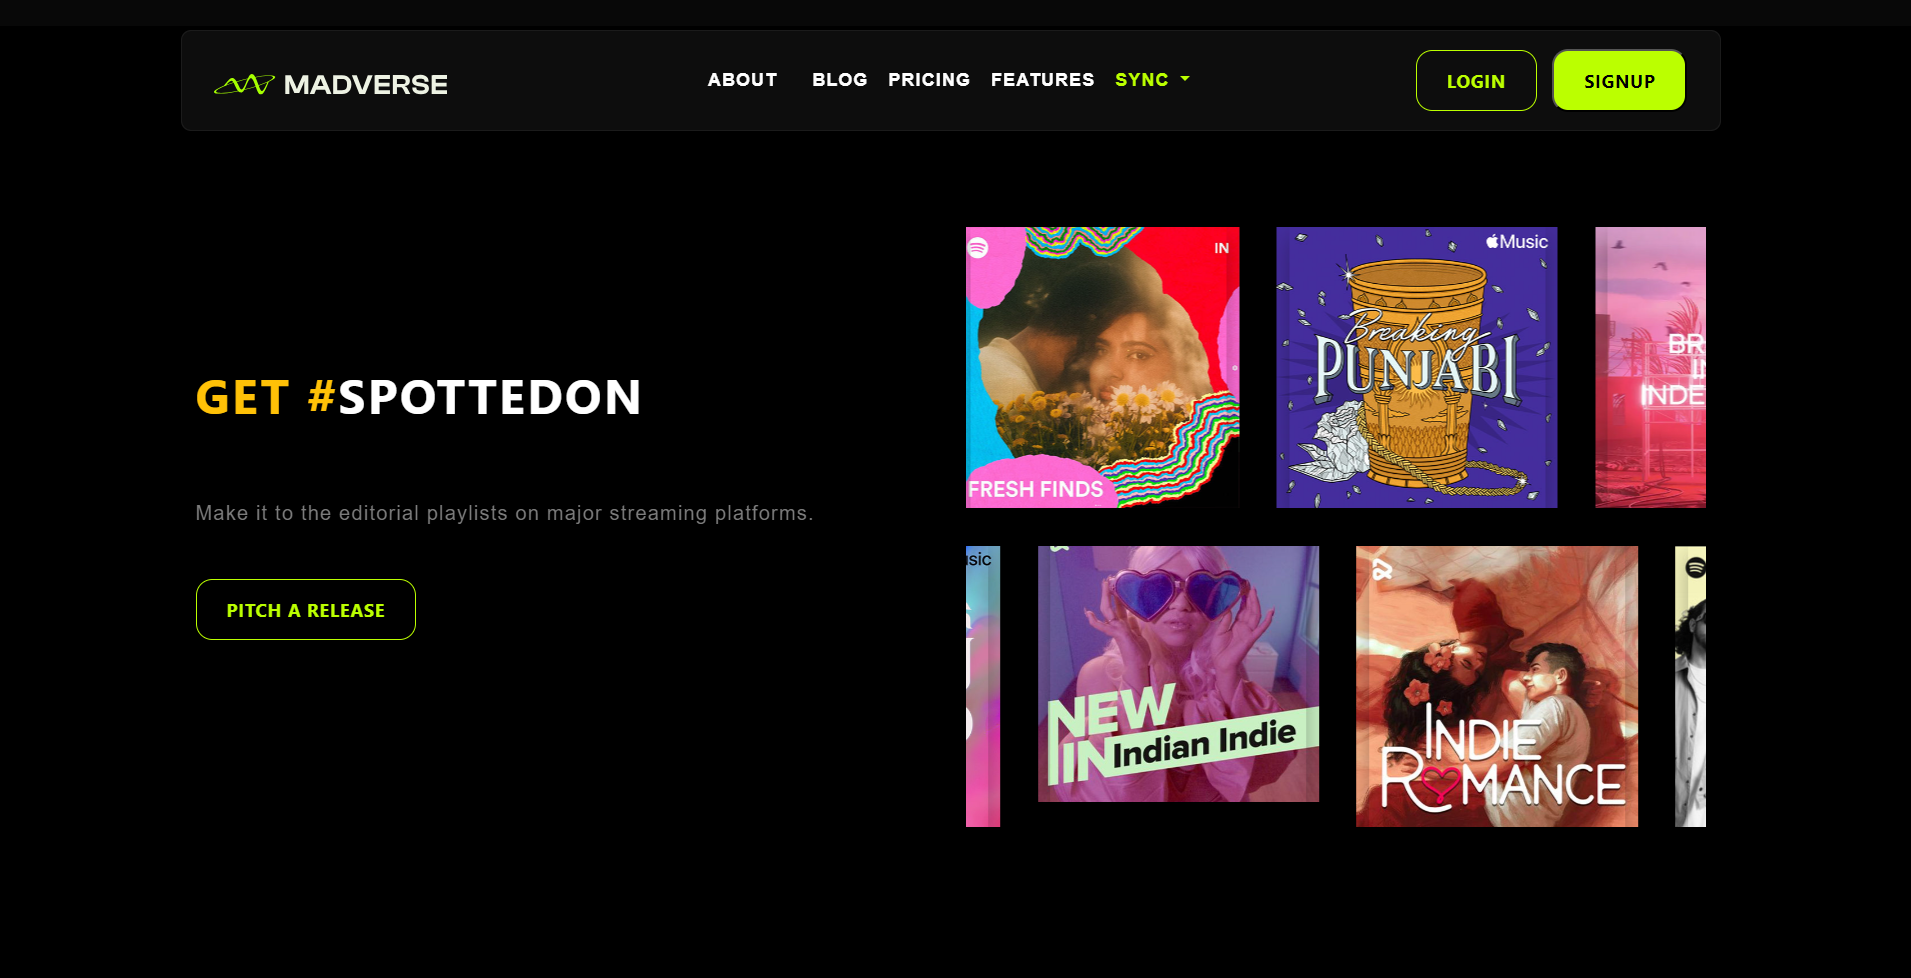 MADVERSE
ABOUT
BLOG
PRICING
FEATURES
SYNC
LOGIN
SIGNUP
GET #SPOTTEDON
Make it to the editorial playlists on major streaming platforms.
PITCH A RELEASE
IN
FRESH FINDS
Music
Breaking
PUNJABI
BR
INDE
usic
NEW
IN Indian Indie
INDIE
ROMANCE